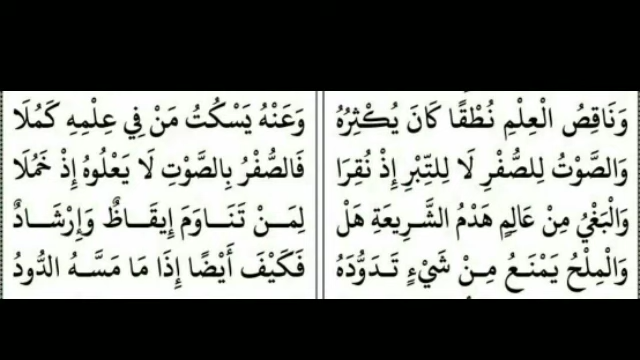 وَنَاقِصُ الْعِلْمِ نُطْقًا كَانَ يُكْثِرُهُ وَعَنْهُ يَسْكُتُ مَنْ فِي عِلْمِهِ كَمُلَا
وَالصَّوْتُ لِلصُّفْرِ لَا لِلتِّبْرِ إِذْ نُقِرَا فَالصُّفْرُ بِالصَّوْتِ لَا يَعْلُوهُ إِذْ خَمُلَا
وَالْبَغْيُ مِنْ عَالِمٍ هَدْمُ الشَّرِيعَةِ هَلْ لِمَنْ تَنَاوَمَ إِيقَاظٌ وَإِرْشَادٌ
وَالْمِلْحُ يَمْنَعُ مِنْ شَيْءٍ تَدَوُّدَهُ فَكَيْفَ أَيْضًا إِذَا مَا مَسَّهُ الدُّودُ